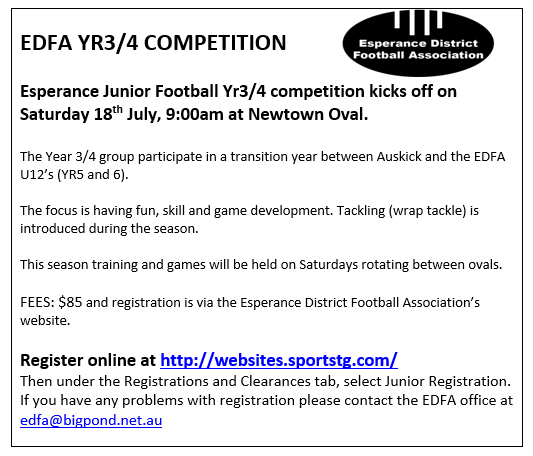 EDFA YR3/4 COMPETITION
Esperance District
Football Association
Esperance Junior Football Yr3/4 competition kicks off on
Saturday 18th July, 9:00am at Newtown Oval.
The Year 3/4 group participate in a transition year between Auskick and the EDFA
U12's (YR5 and 6).
The focus is having fun, skill and game development. Tackling (wrap tackle) is
introduced during the season.
This season training and games will be held on Saturdays rotating between ovals.
FEES: $85 and registration is via the Esperance District Football Association's
website.
Register online at http://websites.sportstg.com/
Then under the Registrations and Clearances tab, select Junior Registration.
If you have any problems with registration please contact the EDFA office at
edfa@bigpond.net.au